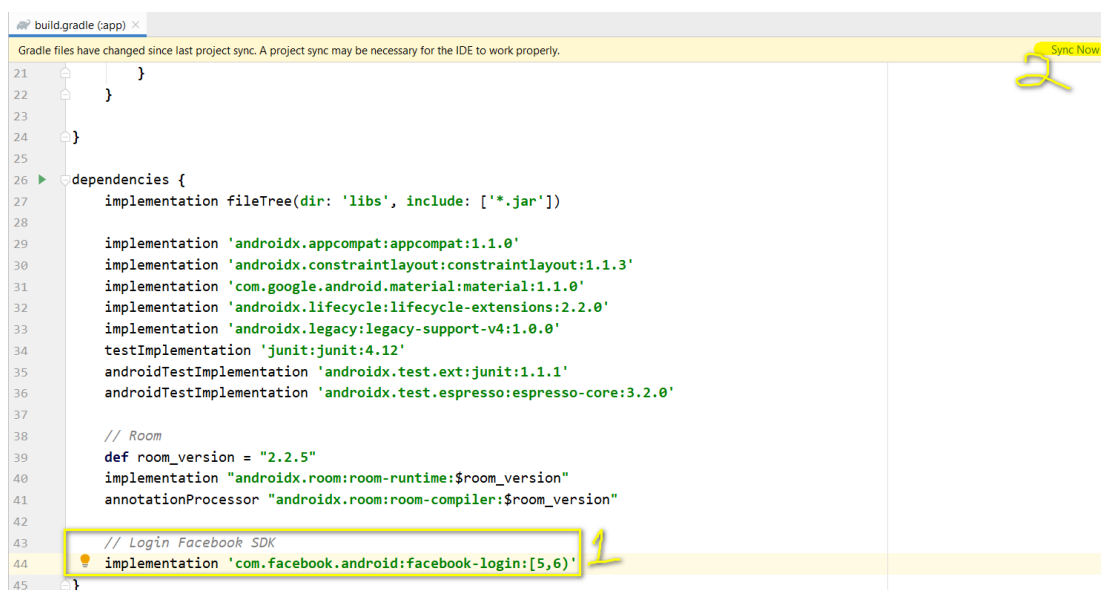 build.gradle (:app)
Gradle files have changed since last project sync. A project sync may be necessary for the IDE to work properly.
Sync Now
2
21 }
22 }
23
24 }
25
26 dependencies {
27 implementation fileTree(dir: 'libs', include: ['*.jar'])
28
29 implementation 'androidx.appcompat:appcompat:1.1.0'
30 implementation 'androidx.constraintlayout:constraintlayout:1.1.3'
31 implementation 'com.google.android.material:material:1.1.0'
32 implementation 'androidx.lifecycle:lifecycle-extensions:2.2.0'
33 implementation 'androidx.legacy:legacy-support-v4:1.0.0'
34 testImplementation 'junit:junit:4.12'
35 androidTestImplementation 'androidx.test.ext:junit:1.1.1'
36 androidTestImplementation 'androidx.test.espresso:espresso-core:3.2.0'
37
38 // Room
39 def room_version = "2.2.5"
40 implementation "androidx.room:room-runtime:$room_version"
41 annotationProcessor "androidx.room:room-compiler:$room_version"
42
43 // Login Facebook SDK
44 implementation 'com.facebook.android:facebook-login:[5,6)'
1
45 }